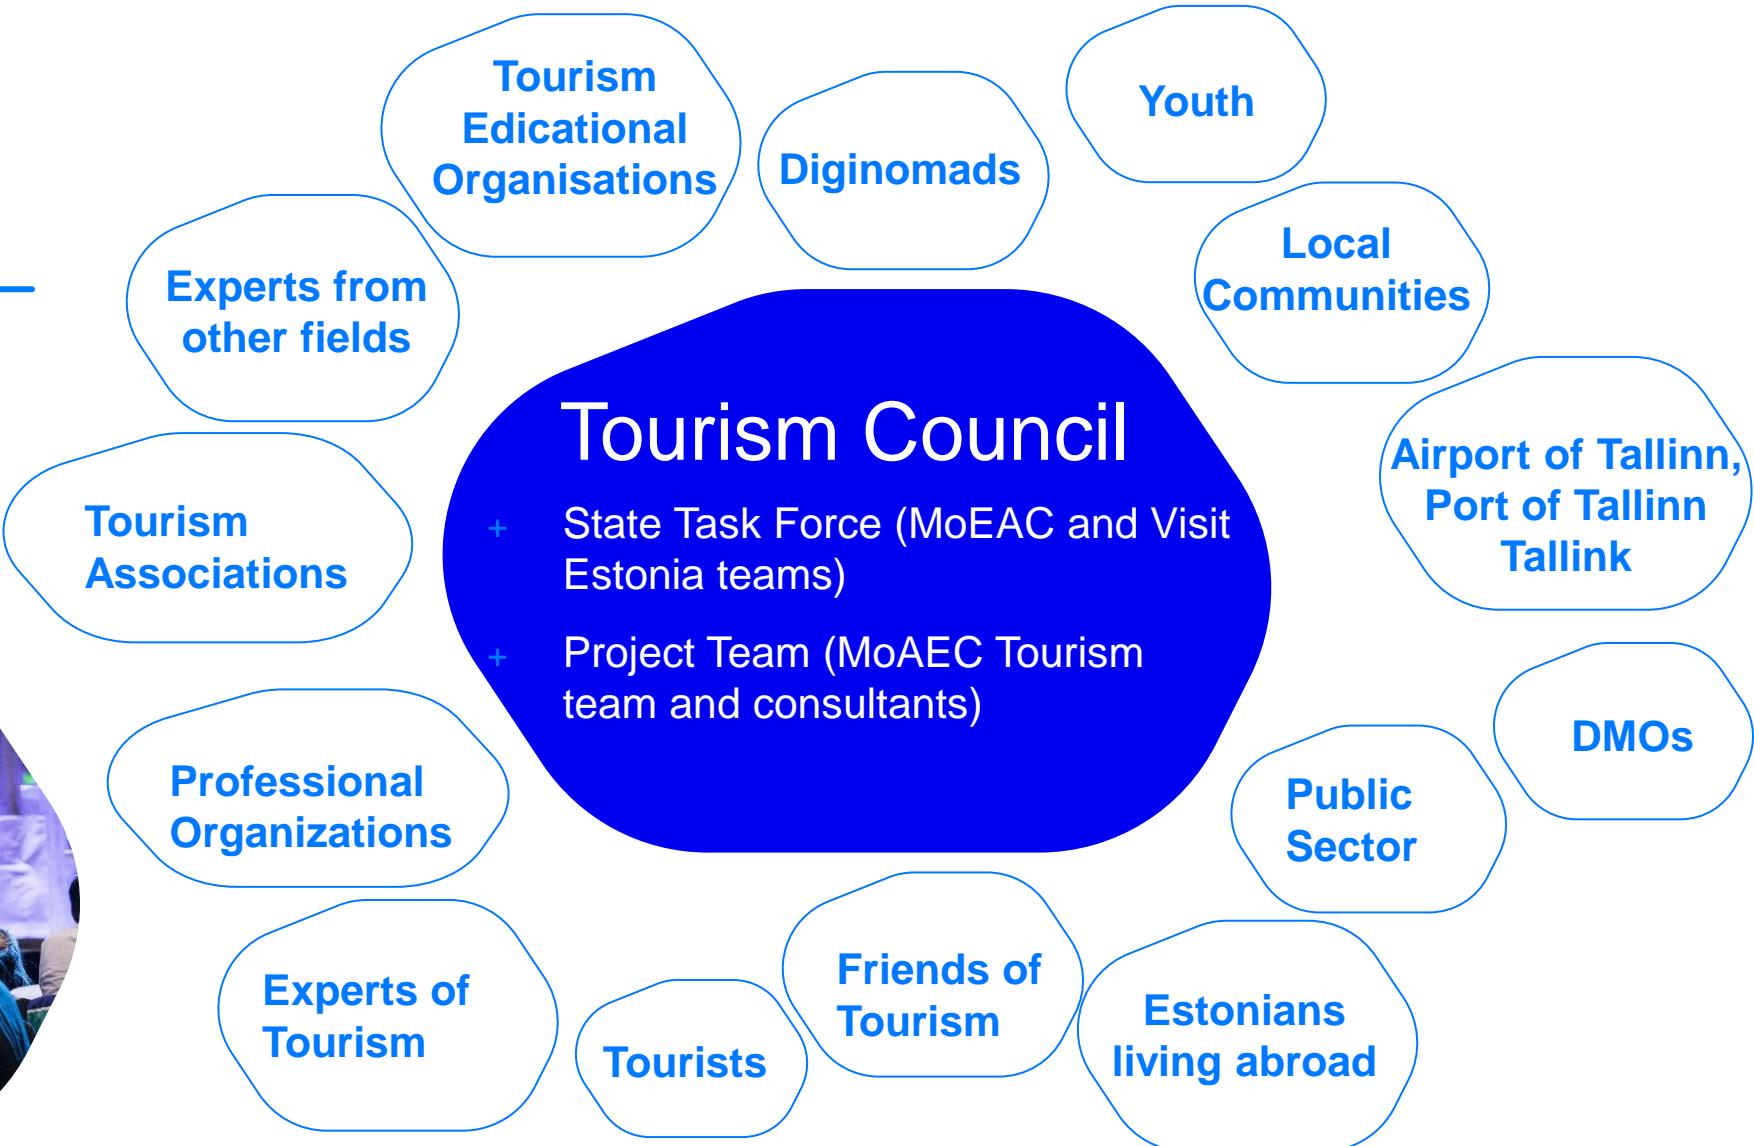 Tourism
Edicational
Organisations
Diginomads
Youth
Local
Communities
Experts from
other fields
Airport of Tallinn,
Port of Tallinn
Tallink
Tourism Council
+ State Task Force (MoEAC and Visit
Estonia teams)
+ Project Team (MoAEC Tourism
team and consultants)
Tourism
Associations
DMOs
Public
Sector
Professional
Organizations
Experts of
Tourism
Tourists
Friends of
Tourism
Estonians
living abroad